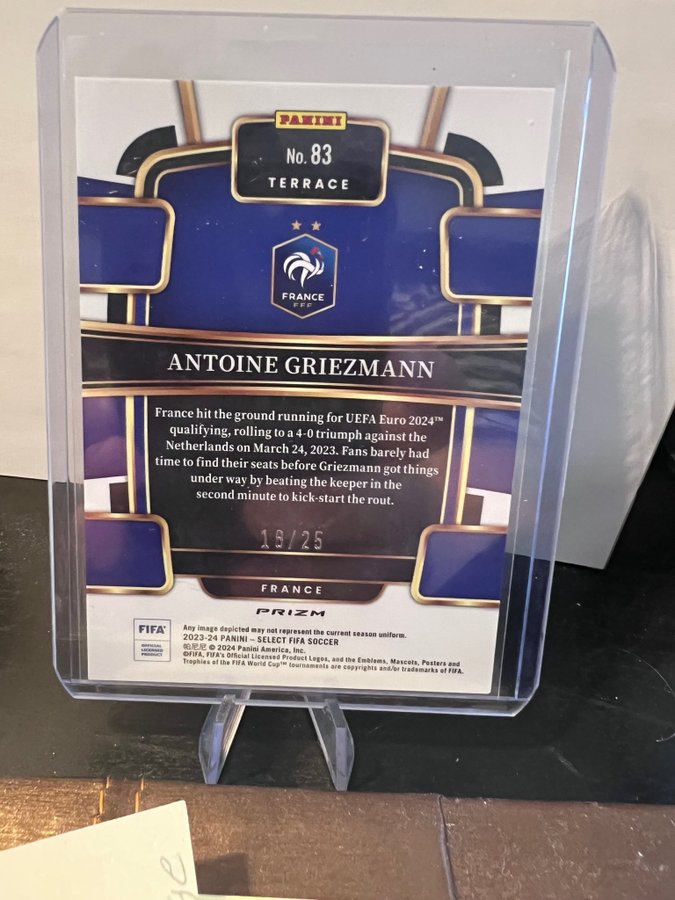 PANINI
No. 83
TERRACE
FRANCE
FFF
ANTOINE GRIEZMANN
France hit the ground running for UEFA Euro 2024™
qualifying, rolling to a 4-0 triumph against the
Netherlands on March 24, 2023. Fans barely had
time to find their seats before Griezmann got things
under way by beating the keeper in the
second minute to kick-start the rout.
/25
FRANCE
PRIZM
FIFA®
OFFICIAL
LICENSED
PRODUCT
Any image depicted may not represent the current season uniform.
2023-24 PANINI – SELECT FIFA SOCCER
帕尼尼 © 2024 Panini America, Inc.
©FIFA, FIFA's Official Licensed Product Logos, and the Emblems, Mascots, Posters and
Trophies of the FIFA World Cup™ tournaments are copyrights and/or trademarks of FIFA.